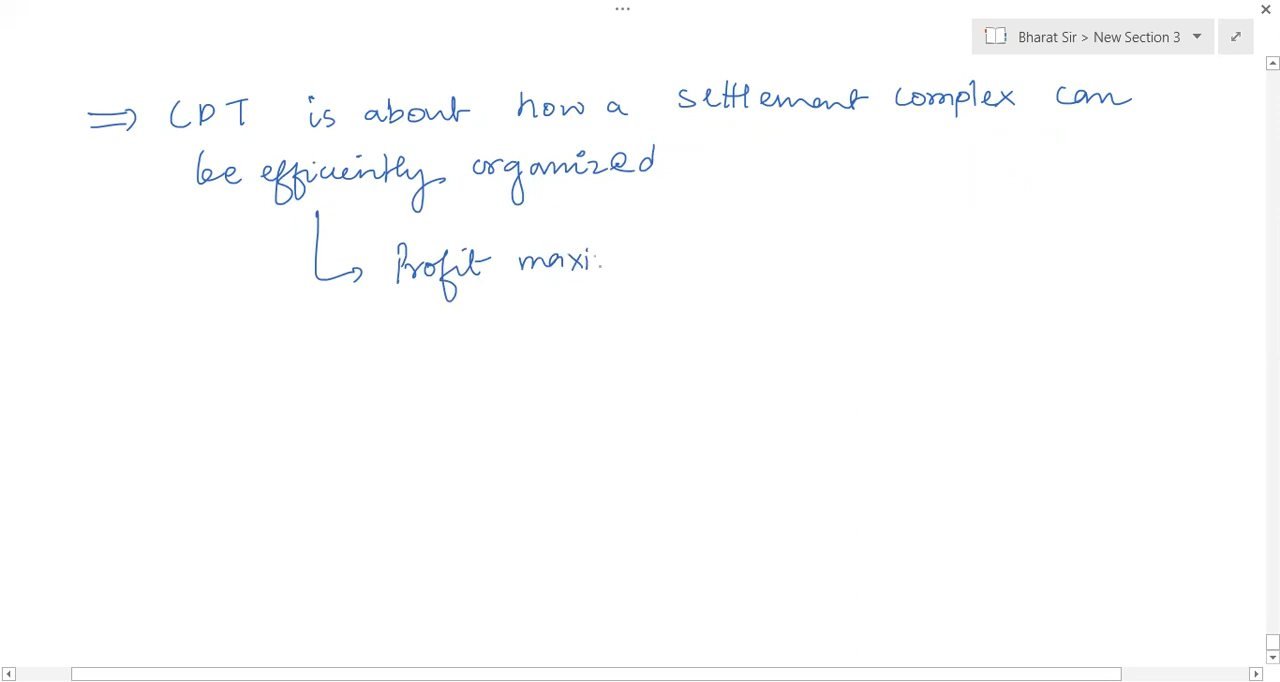 Bharat Sir > New Section 3
⇒ CPT is about how a settlement complex can
be efficiently organized
↳ Profit maxi